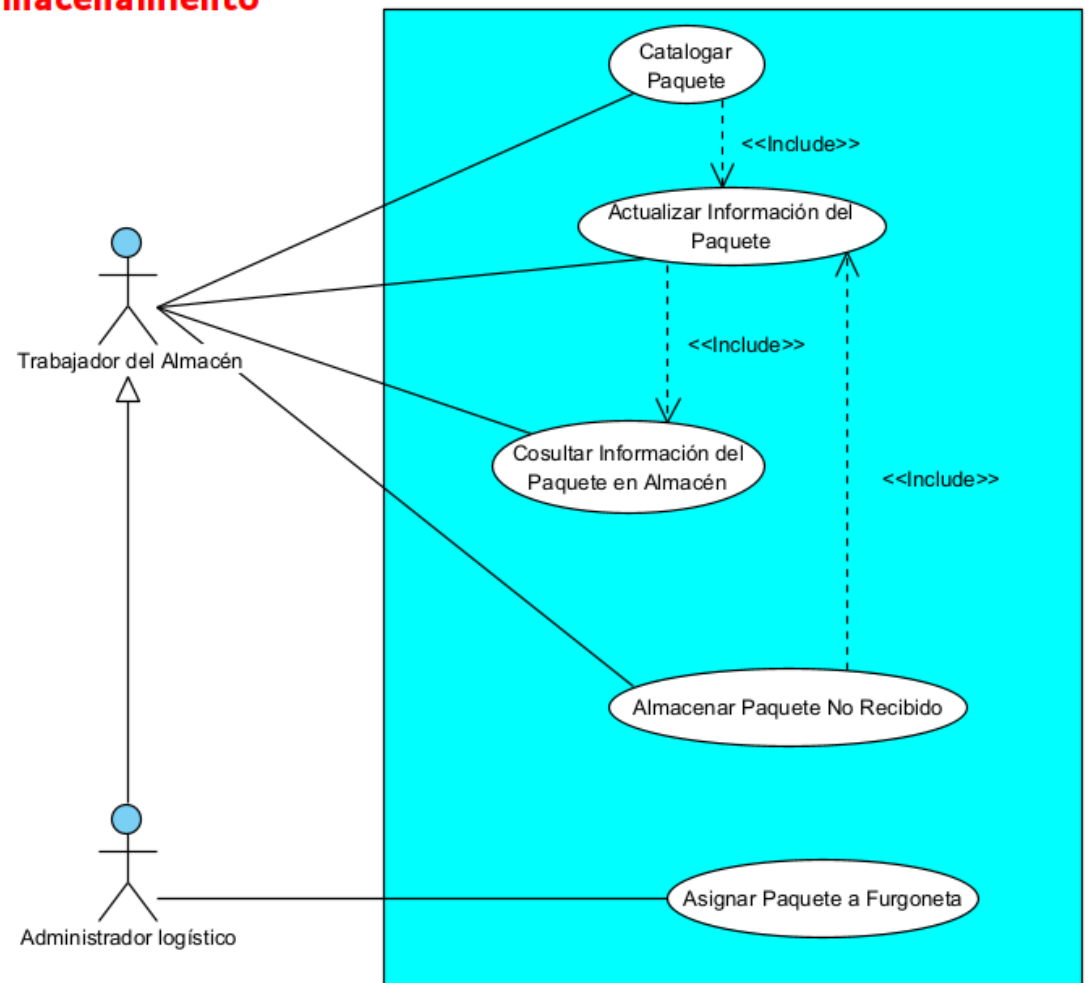 Catalogar
Paquete
<<Include>>
Actualizar Información del
Paquete
<<Include>>
Trabajador del Almacén
Cosultar Información del
Paquete en Almacén
<<Include>>
Almacenar Paquete No Recibido
Asignar Paquete a Furgoneta
Administrador logístico